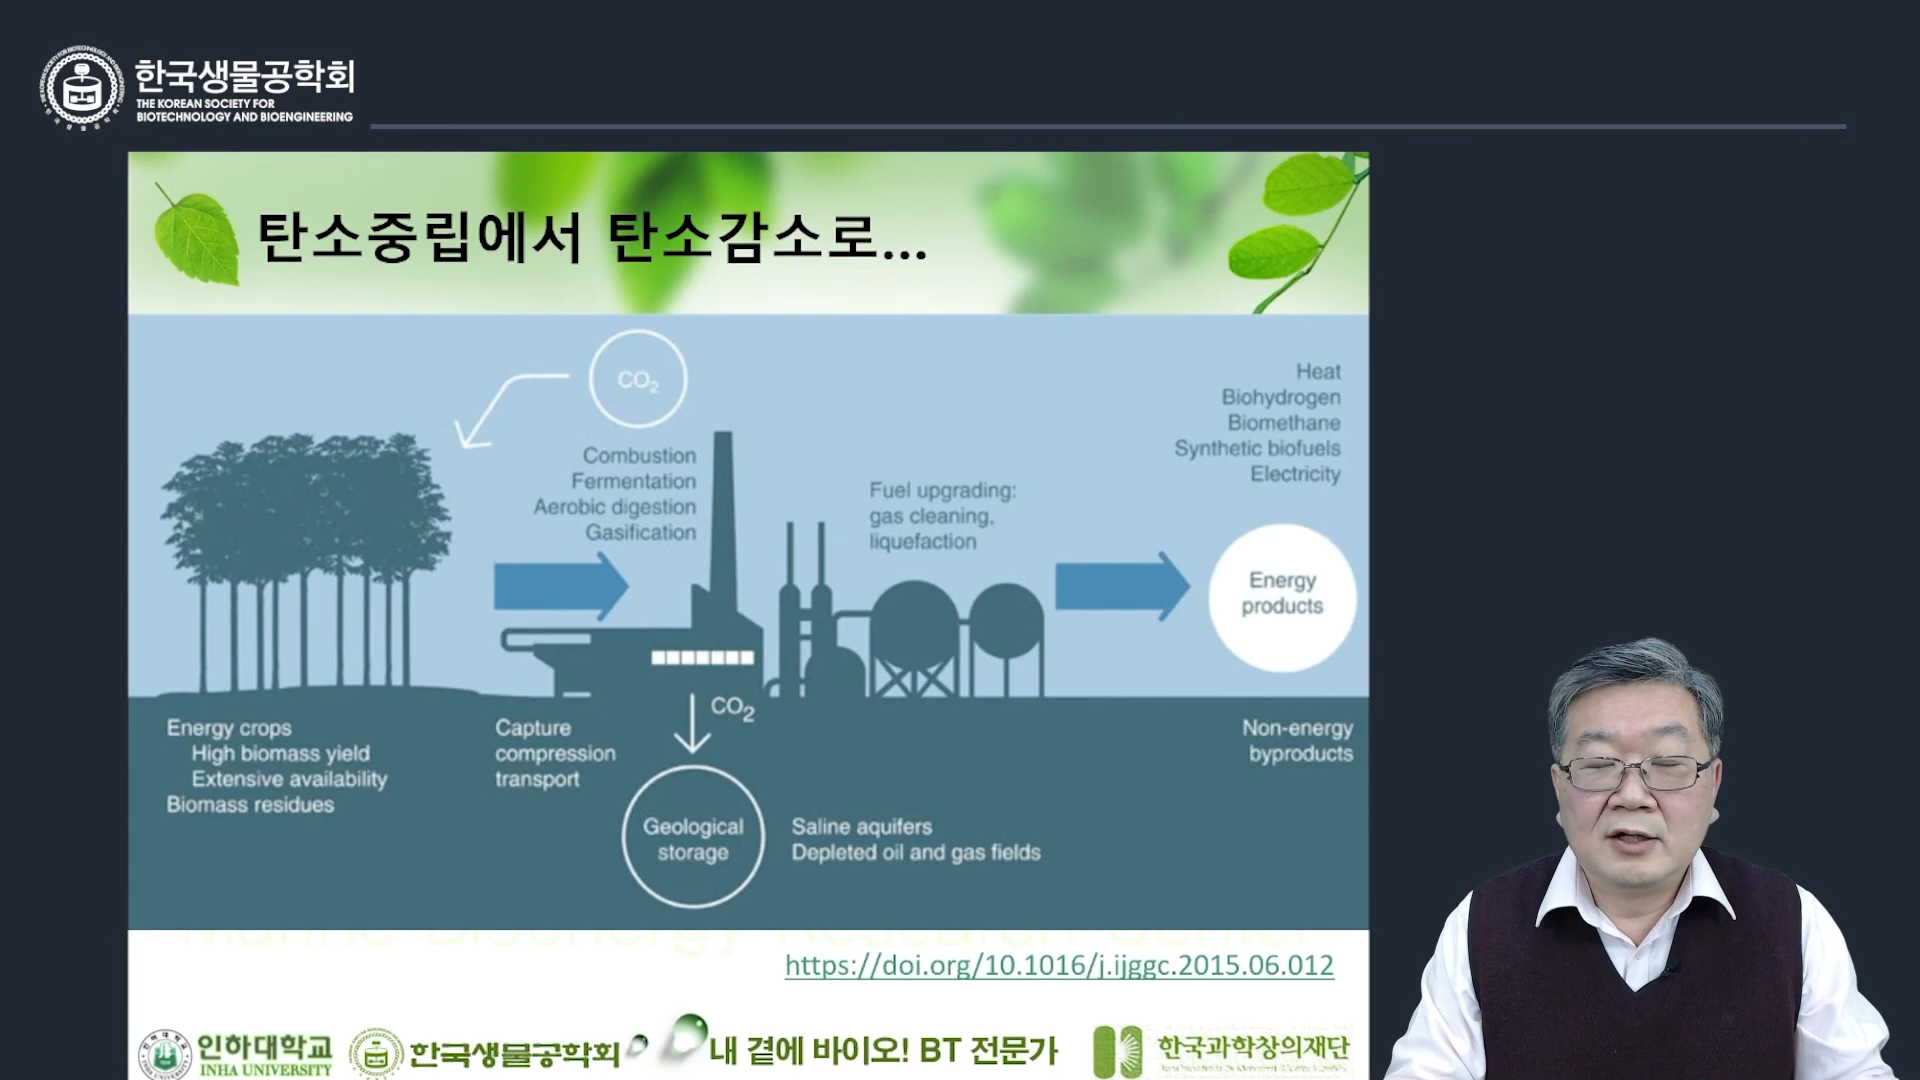 한국생물공학회
THE KOREAN SOCIETY FOR
BIOTECHNOLOGY AND BIOENGINEERING
탄소중립에서 탄소감소로...
CO2
Combustion
Fermentation
Aerobic digestion
Gasification
Fuel upgrading:
gas cleaning,
liquefaction
Heat
Biohydrogen
Biomethane
Synthetic biofuels
Electricity
Energy
products
Energy crops
High biomass yield
Extensive availability
Biomass residues
Capture
compression
transport
CO2
Geological
storage
Saline aquifers
Depleted oil and gas fields
Non-energy
byproducts
https://doi.org/10.1016/j.ijggc.2015.06.012
인하대학교
INHA UNIVERSITY
한국생물공학회
내 곁에 바이오! BT 전문가
한국과학창의재단